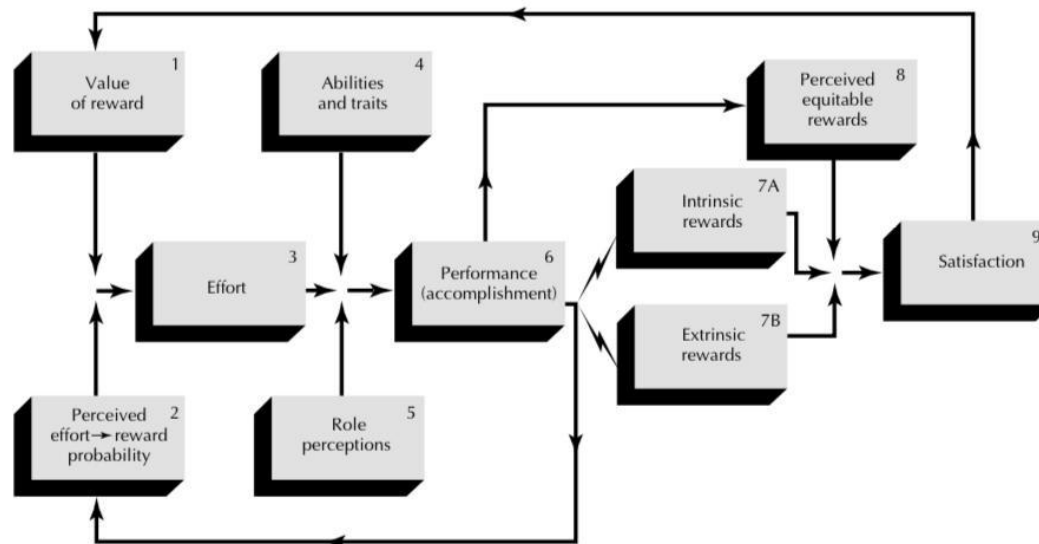 1
Value
of reward
4
Abilities
and traits
8
Perceived
equitable
rewards
7A
Intrinsic
rewards
3
Effort
6
Performance
(accomplishment)
9
Satisfaction
7B
Extrinsic
rewards
2
Perceived
effort→reward
probability
5
Role
perceptions